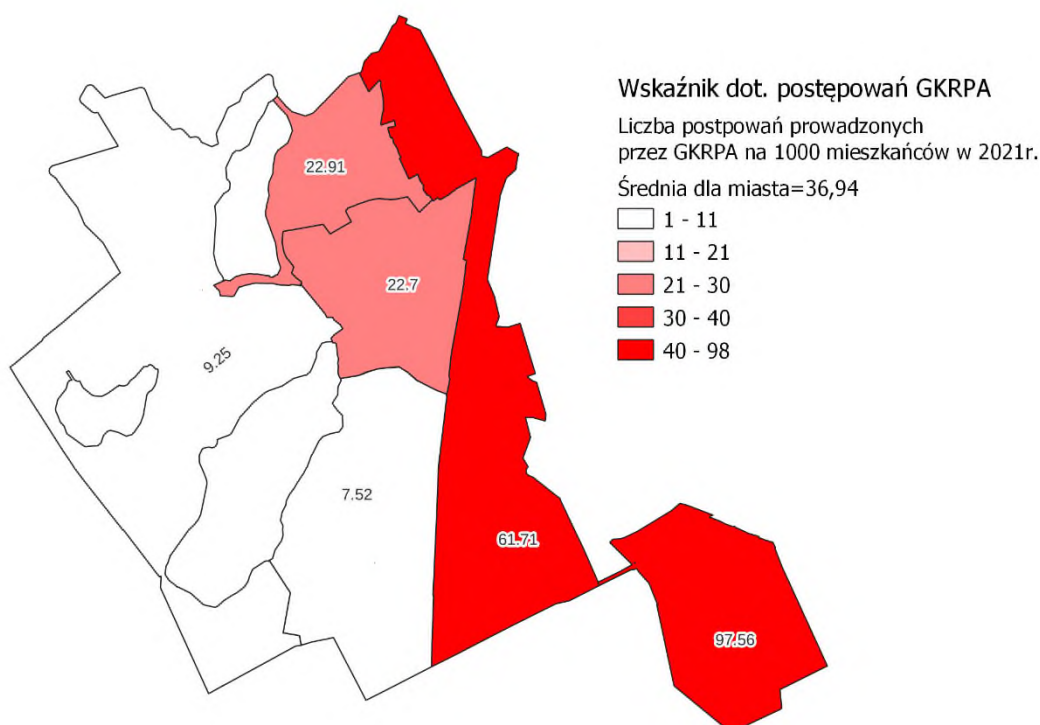 Wskaźnik dot. postępowań GKRPA
Liczba postpowań prowadzonych
przez GKRPA na 1000 mieszkańców w 2021r.
Średnia dla miasta=36,94
1 - 11
11 - 21
21 - 30
30 - 40
40 - 98
22.91
22.7
9.25
7.52
61.71
97.56